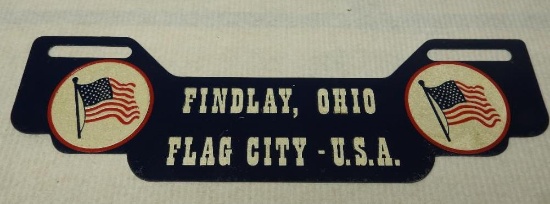 FINDLAY, OHIO
FLAG CITY - U.S.A.